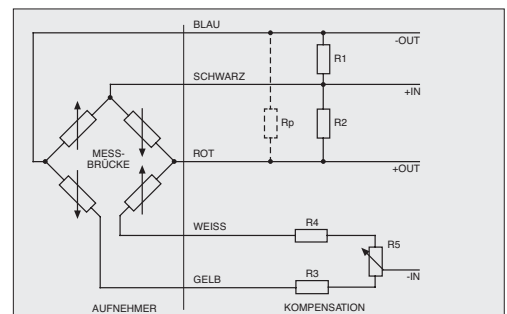 BLAU
-OUT
R1
SCHWARZ
+IN
Rp
R2
MESS-
BRÜCKE
ROT
+OUT
WEISS
R4
R5
-IN
GELB
R3
AUFNEHMER
KOMPENSATION